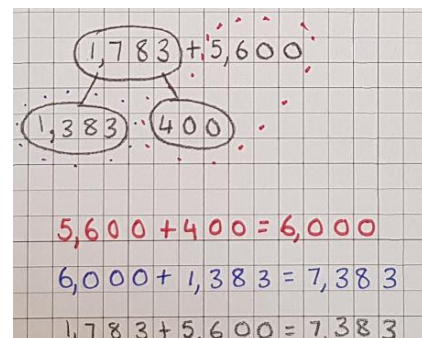 1,783 + 5,600
1,383 400
5,600 + 400 = 6,000
6,000 + 1,383 = 7,383
1,783 + 5,600 = 7,383